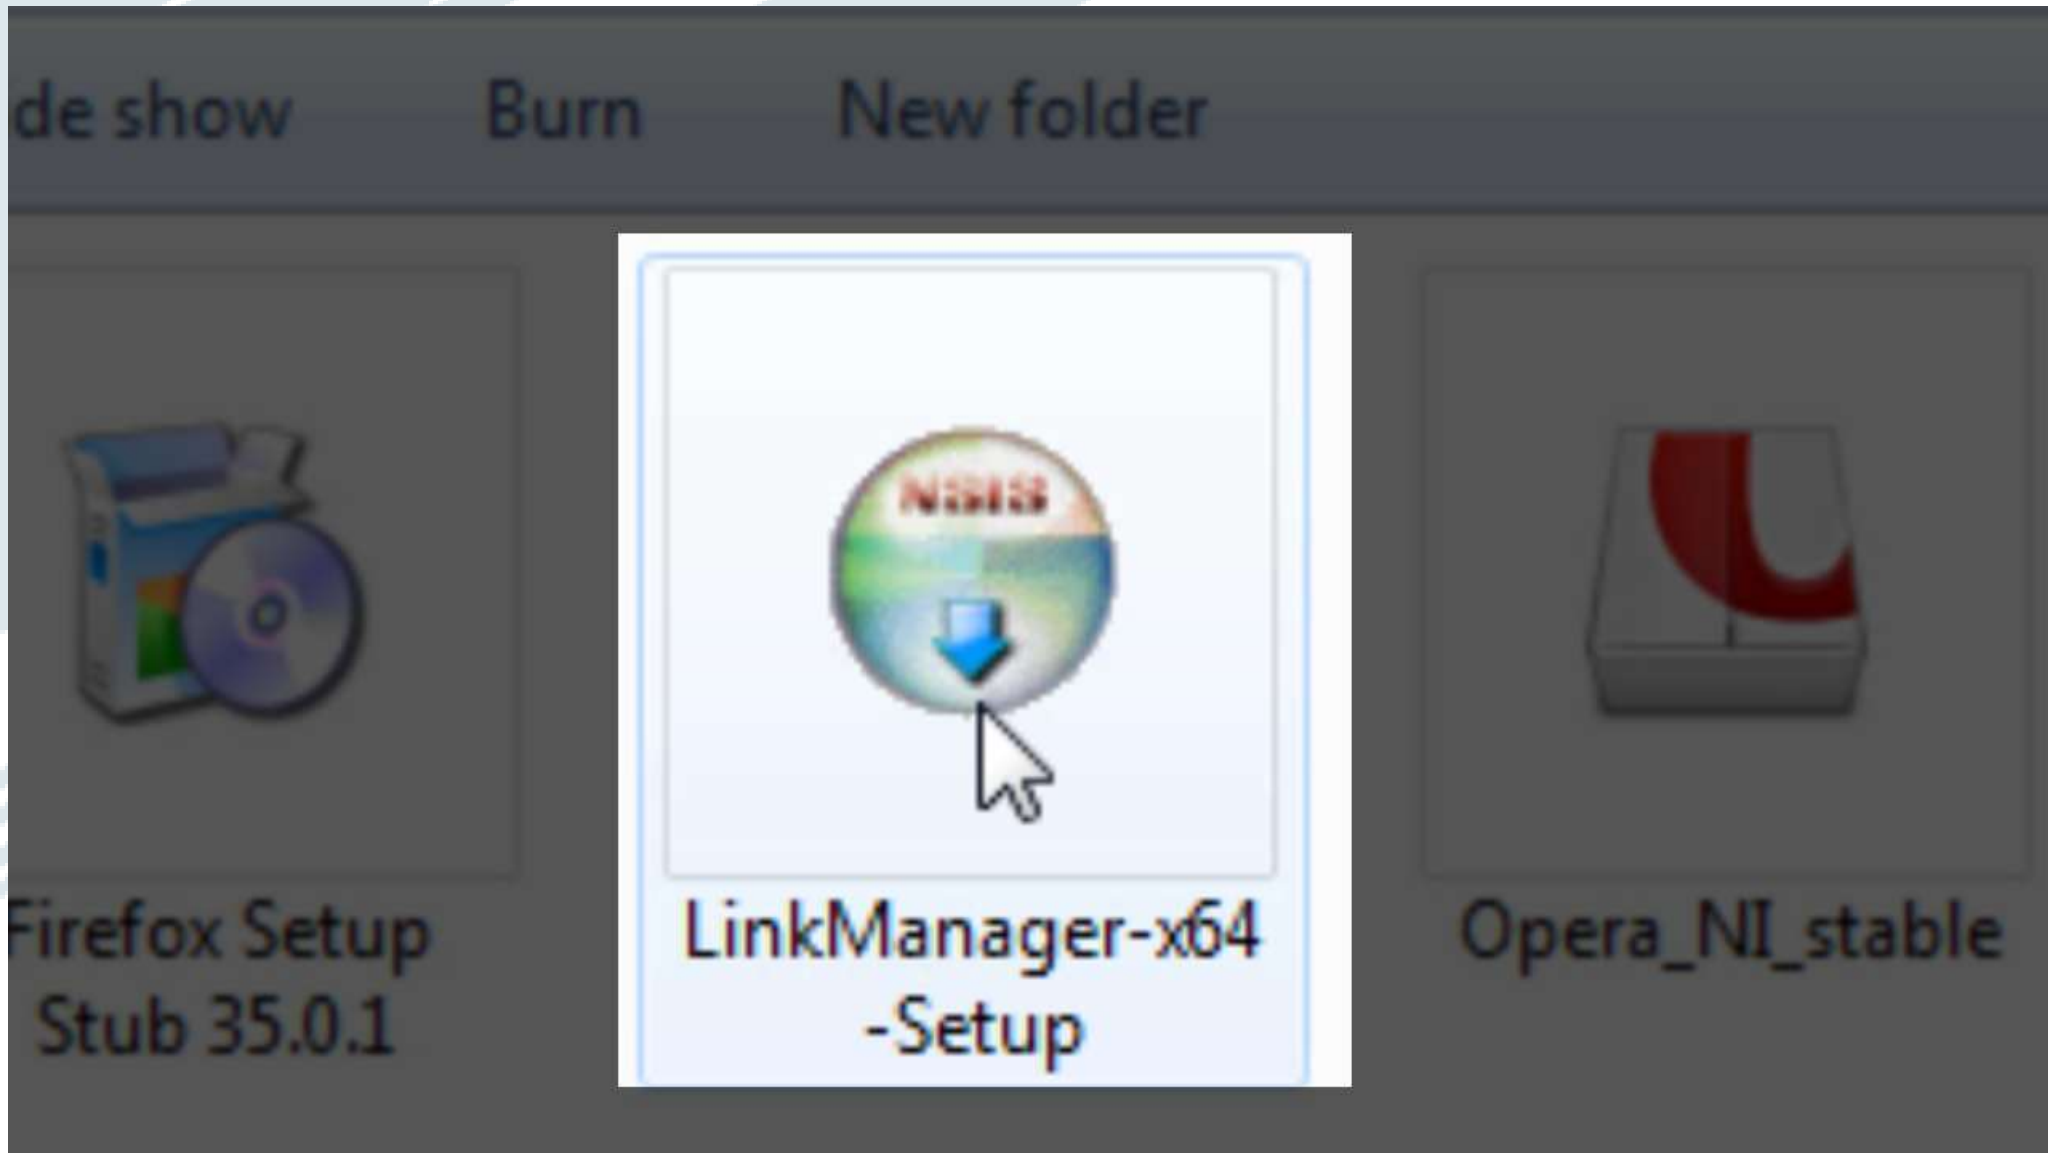 de show Burn New folder
NSIS
Firefox Setup LinkManager-x64 Opera_NI_stable
Stub 35.0.1 -Setup